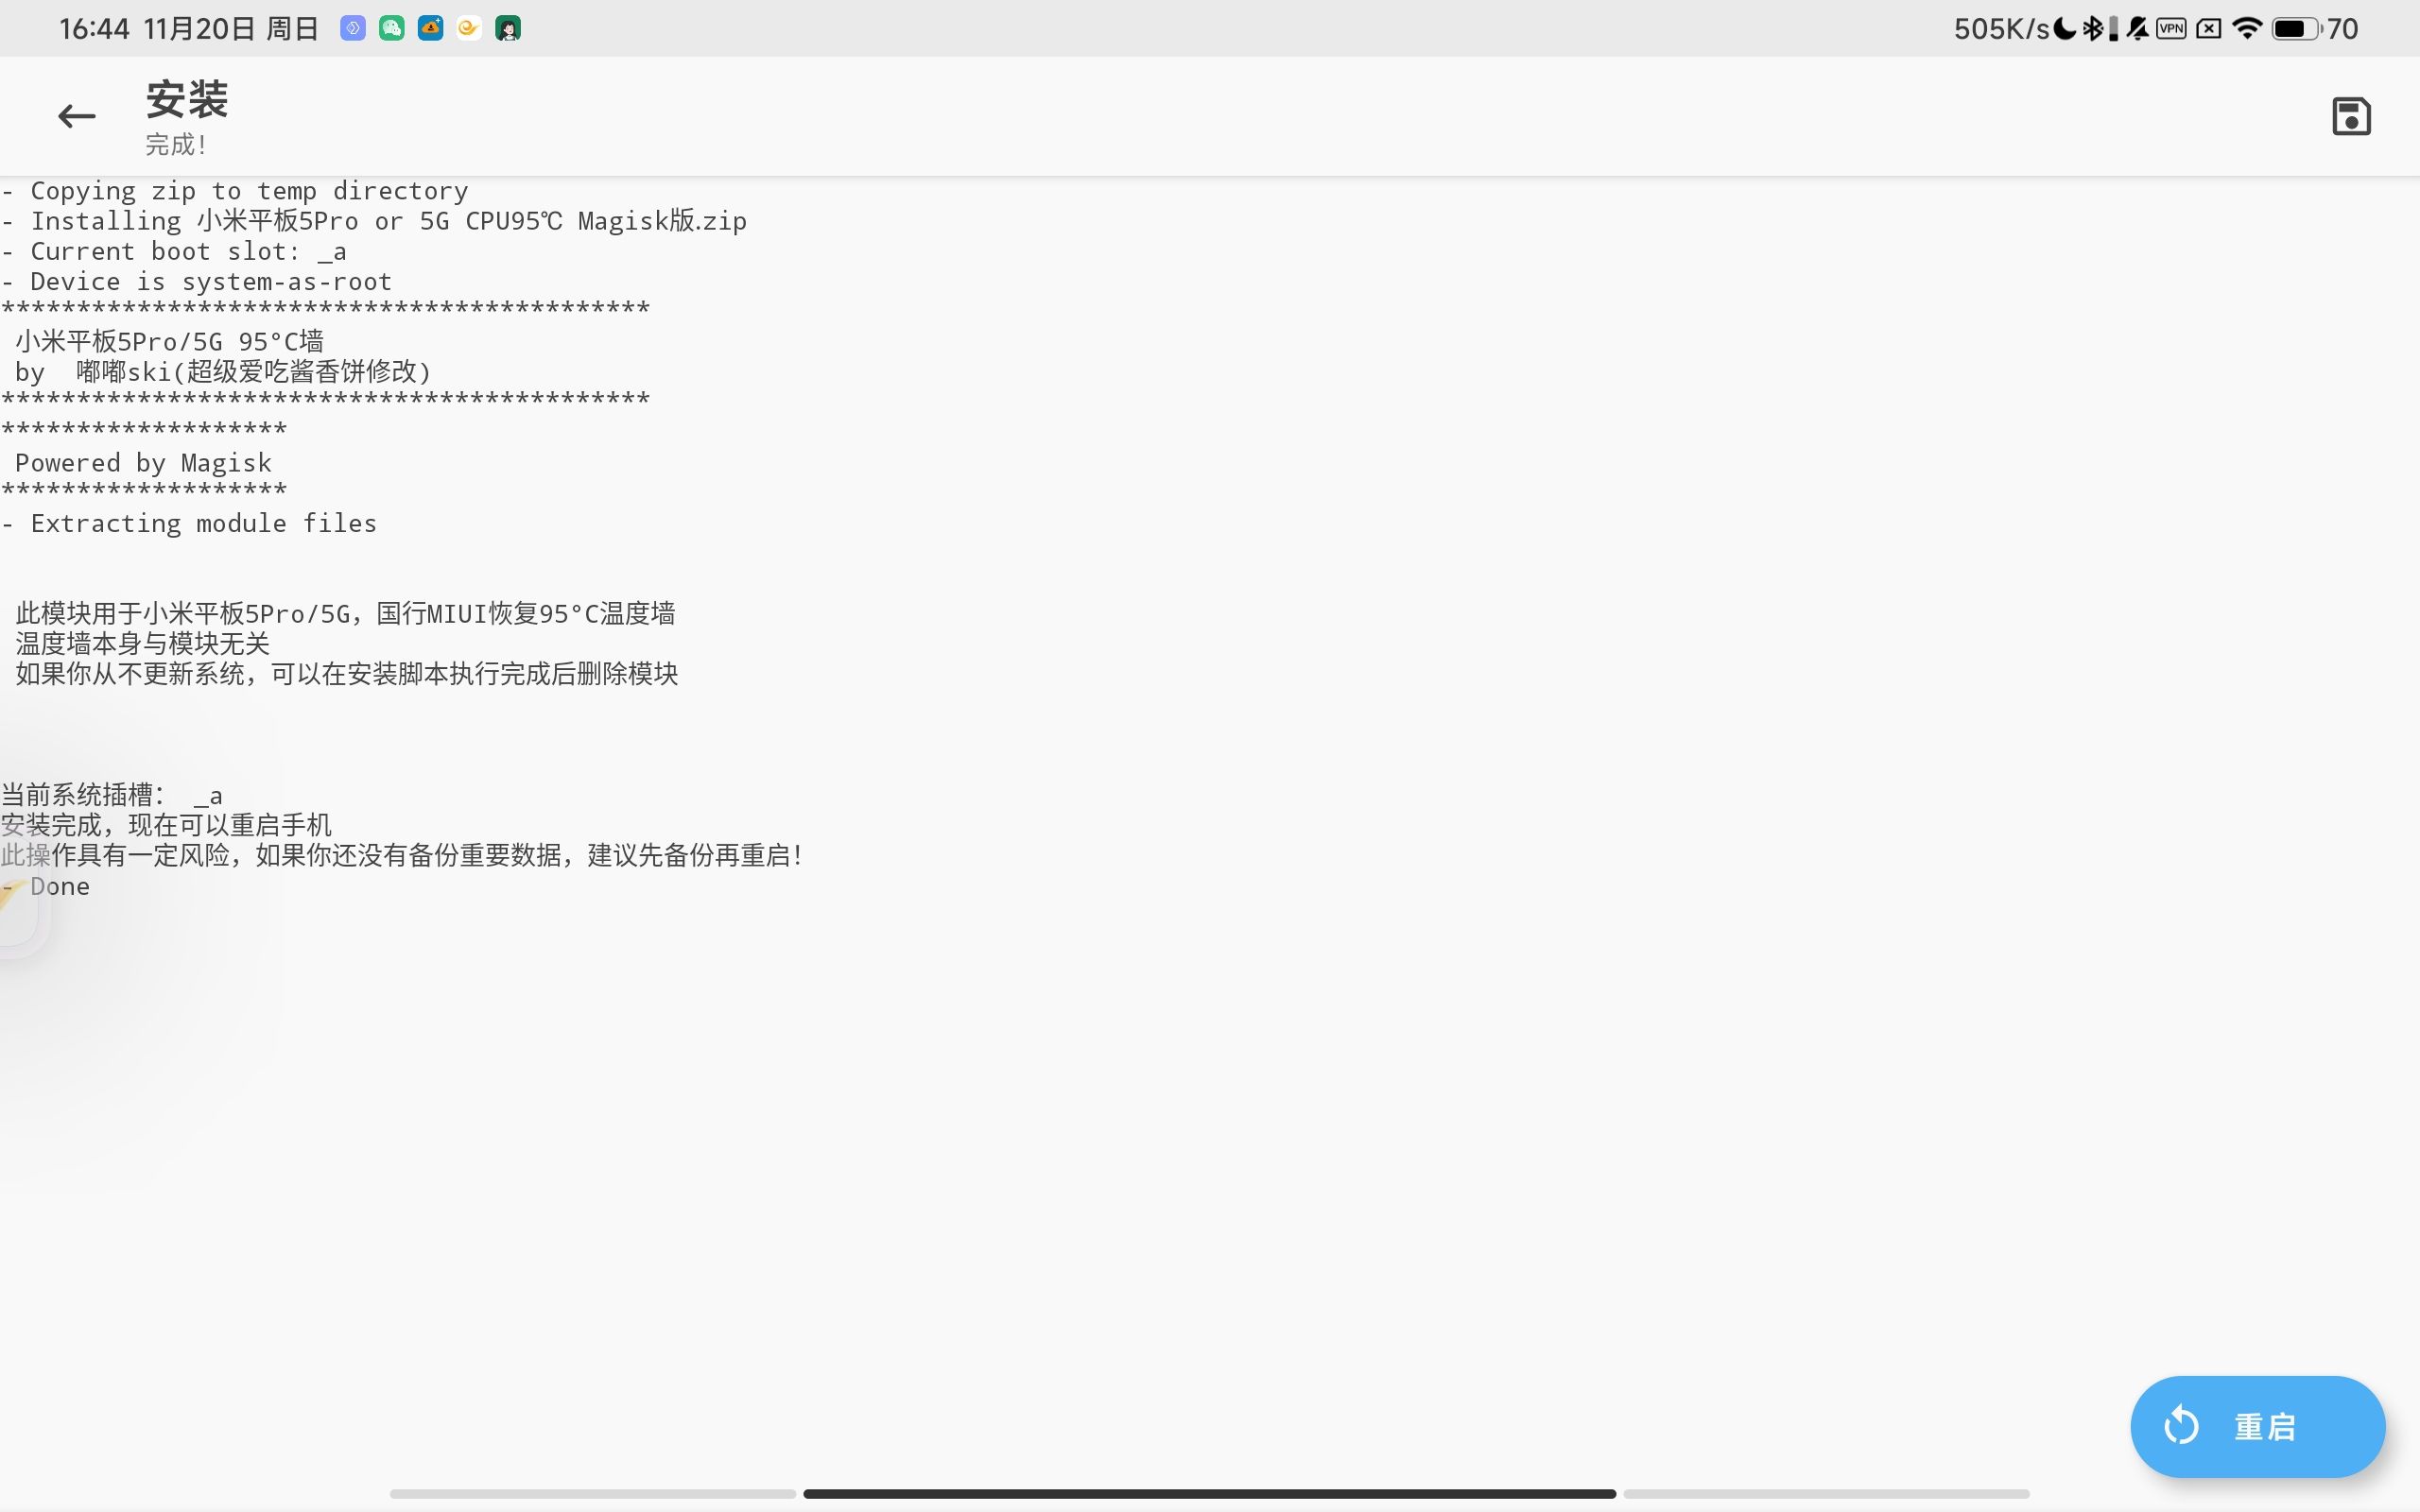 16:44 11月20日 周日
505K/s VPN 70
安装
完成！
- Copying zip to temp directory
- Installing 小米平板5Pro or 5G CPU95℃ Magisk版.zip
- Current boot slot: _a
- Device is system-as-root
*******************************************
小米平板5Pro/5G 95°C墙
by  嘟嘟ski(超级爱吃酱香饼修改)
*******************************************
*******************
Powered by Magisk
*******************
- Extracting module files
此模块用于小米平板5Pro/5G，国行MIUI恢复95°C温度墙
温度墙本身与模块无关
如果你从不更新系统，可以在安装脚本执行完成后删除模块
当前系统插槽： _a
安装完成，现在可以重启手机
此操作具有一定风险，如果你还没有备份重要数据，建议先备份再重启！
- Done
重启